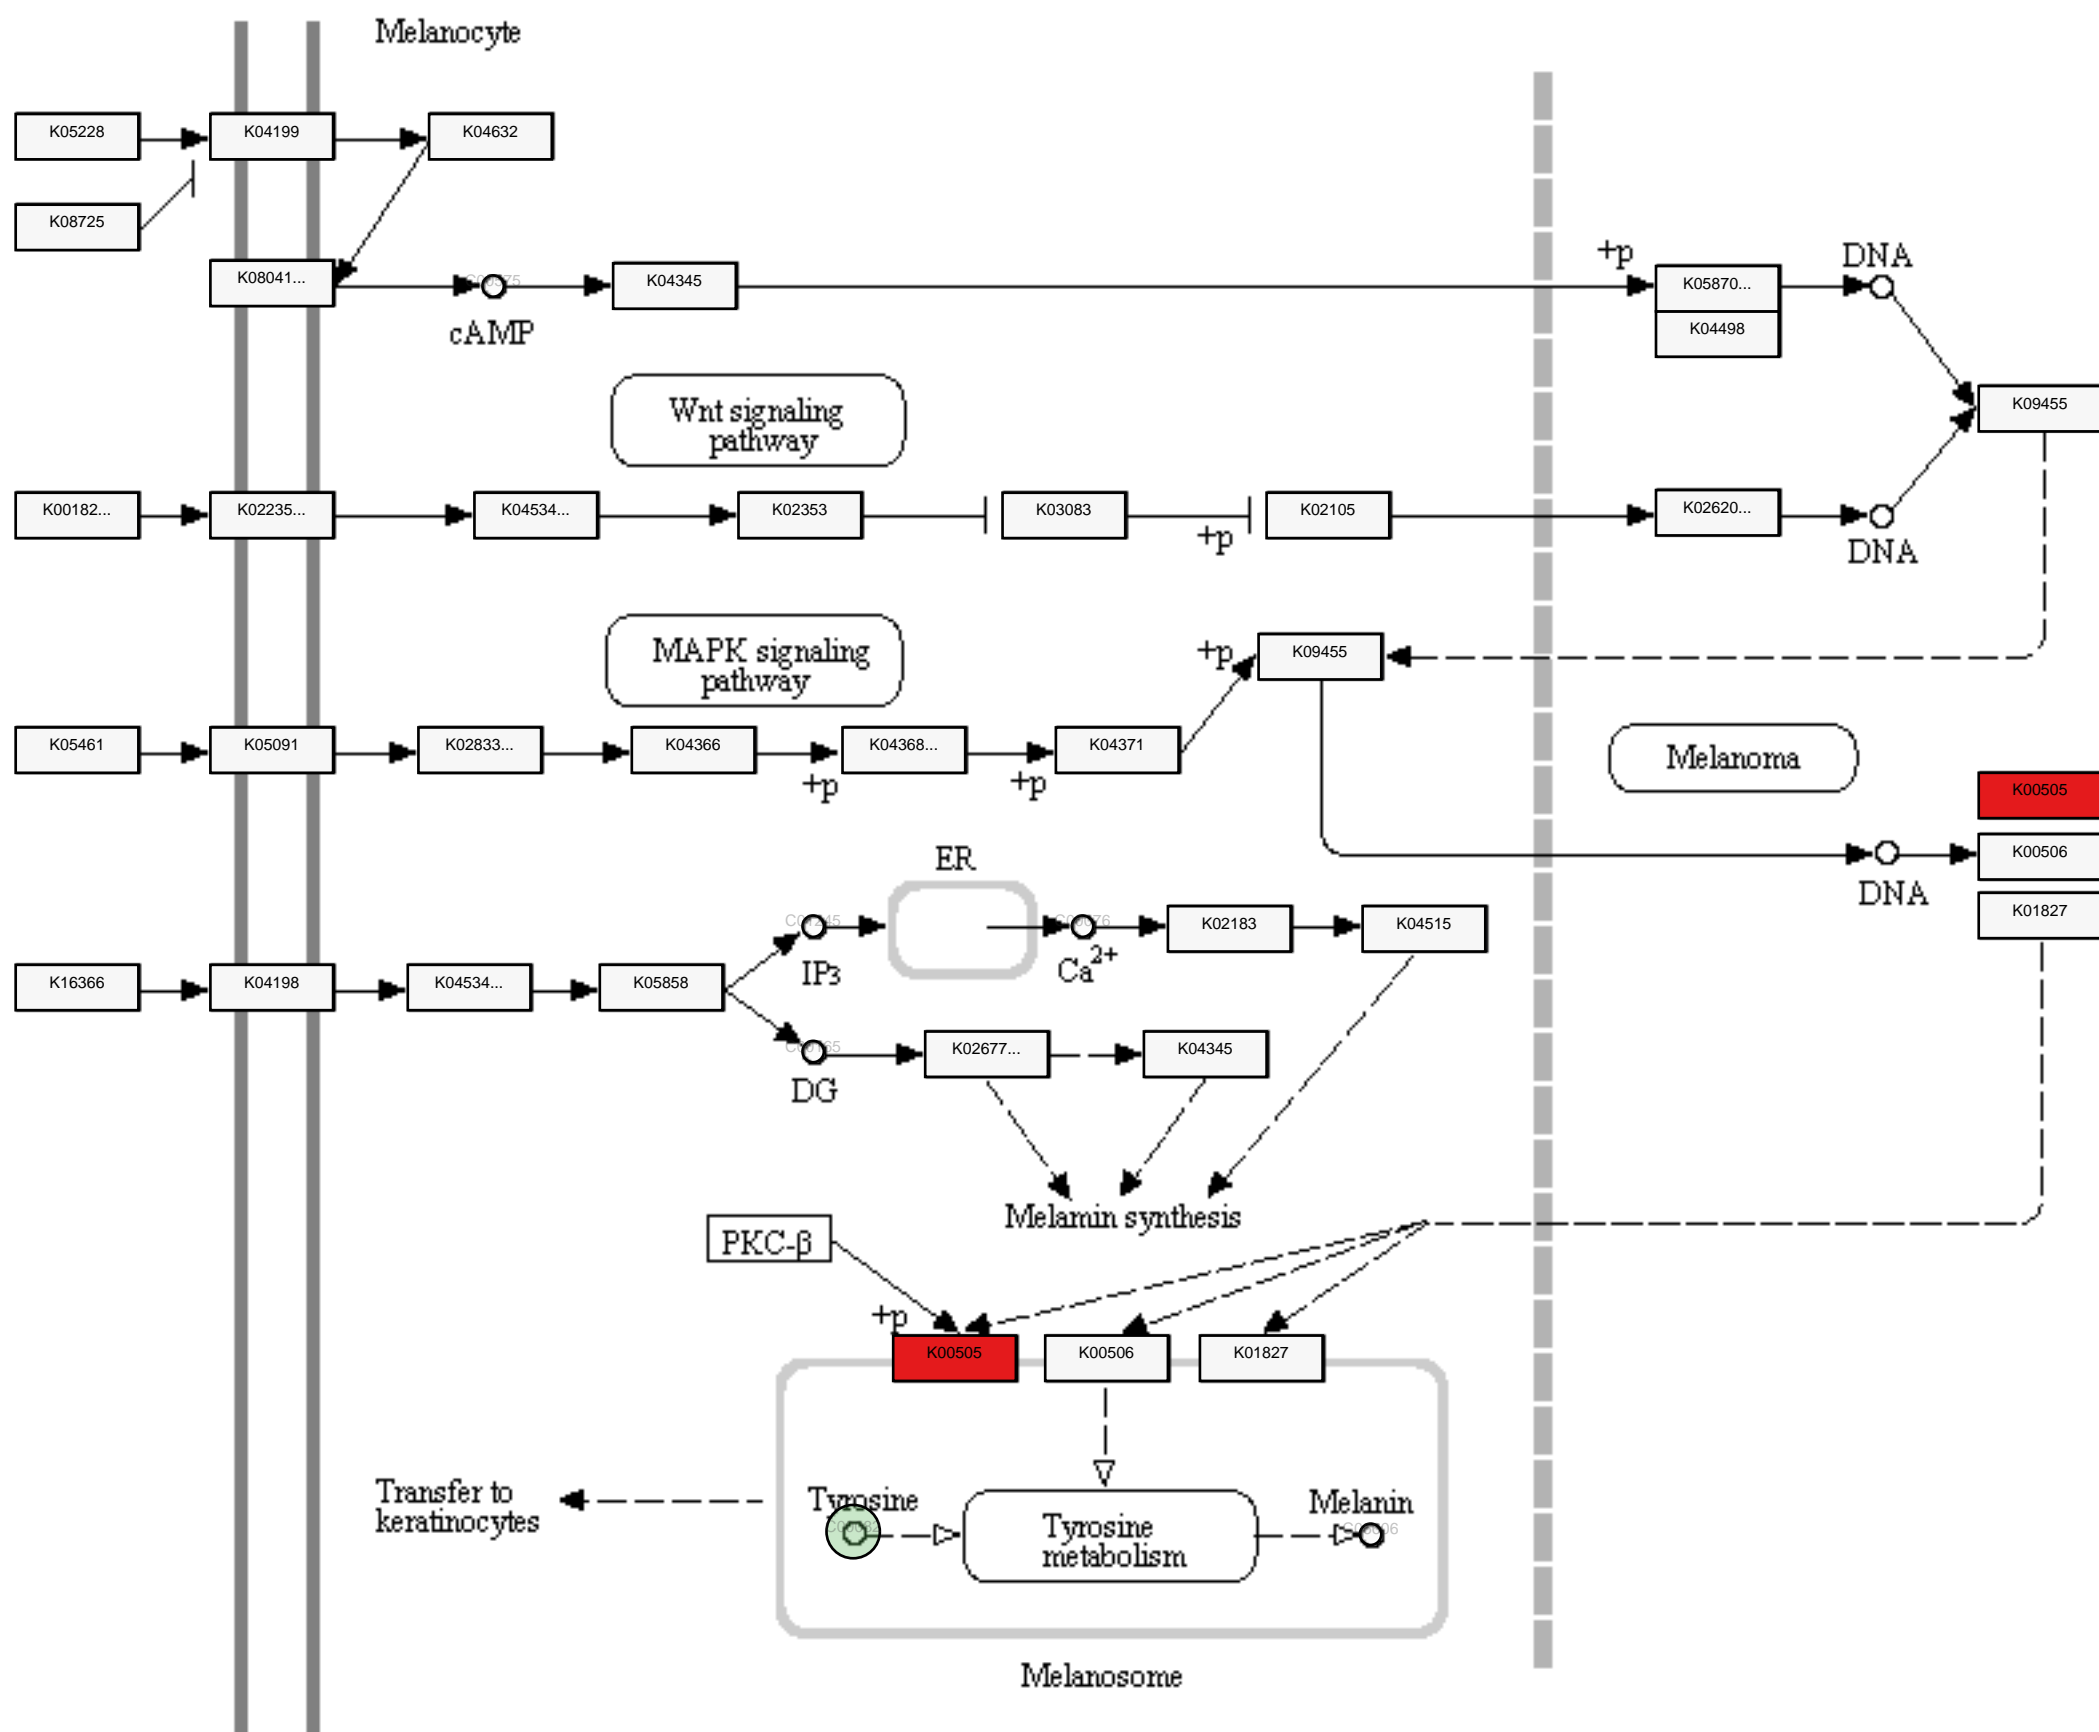 Melanocyte
K05228
K04199
K04632
K08725
K08041...
cAMP
K04345
+p
K05870...
K04498
DNA
K09455
Wnt signaling
pathway
K00182...
K02235...
K04534...
K02353
K03083
+p
K02105
K02620...
DNA
MAPK signaling
pathway
+p
K09455
K05461
K05091
K02833...
K04366
+p
K04368...
+p
K04371
Melanoma
K00505
K00506
K01827
DNA
ER
IP3
Ca2+
K02183
K04515
K16366
K04198
K04534...
K05858
DG
K02677...
K04345
Melamin synthesis
PKC-β
+p
K00505
K00506
K01827
Transfer to
keratinocytes
Tyrosine
Tyrosine
metabolism
Melanin
Melanosome